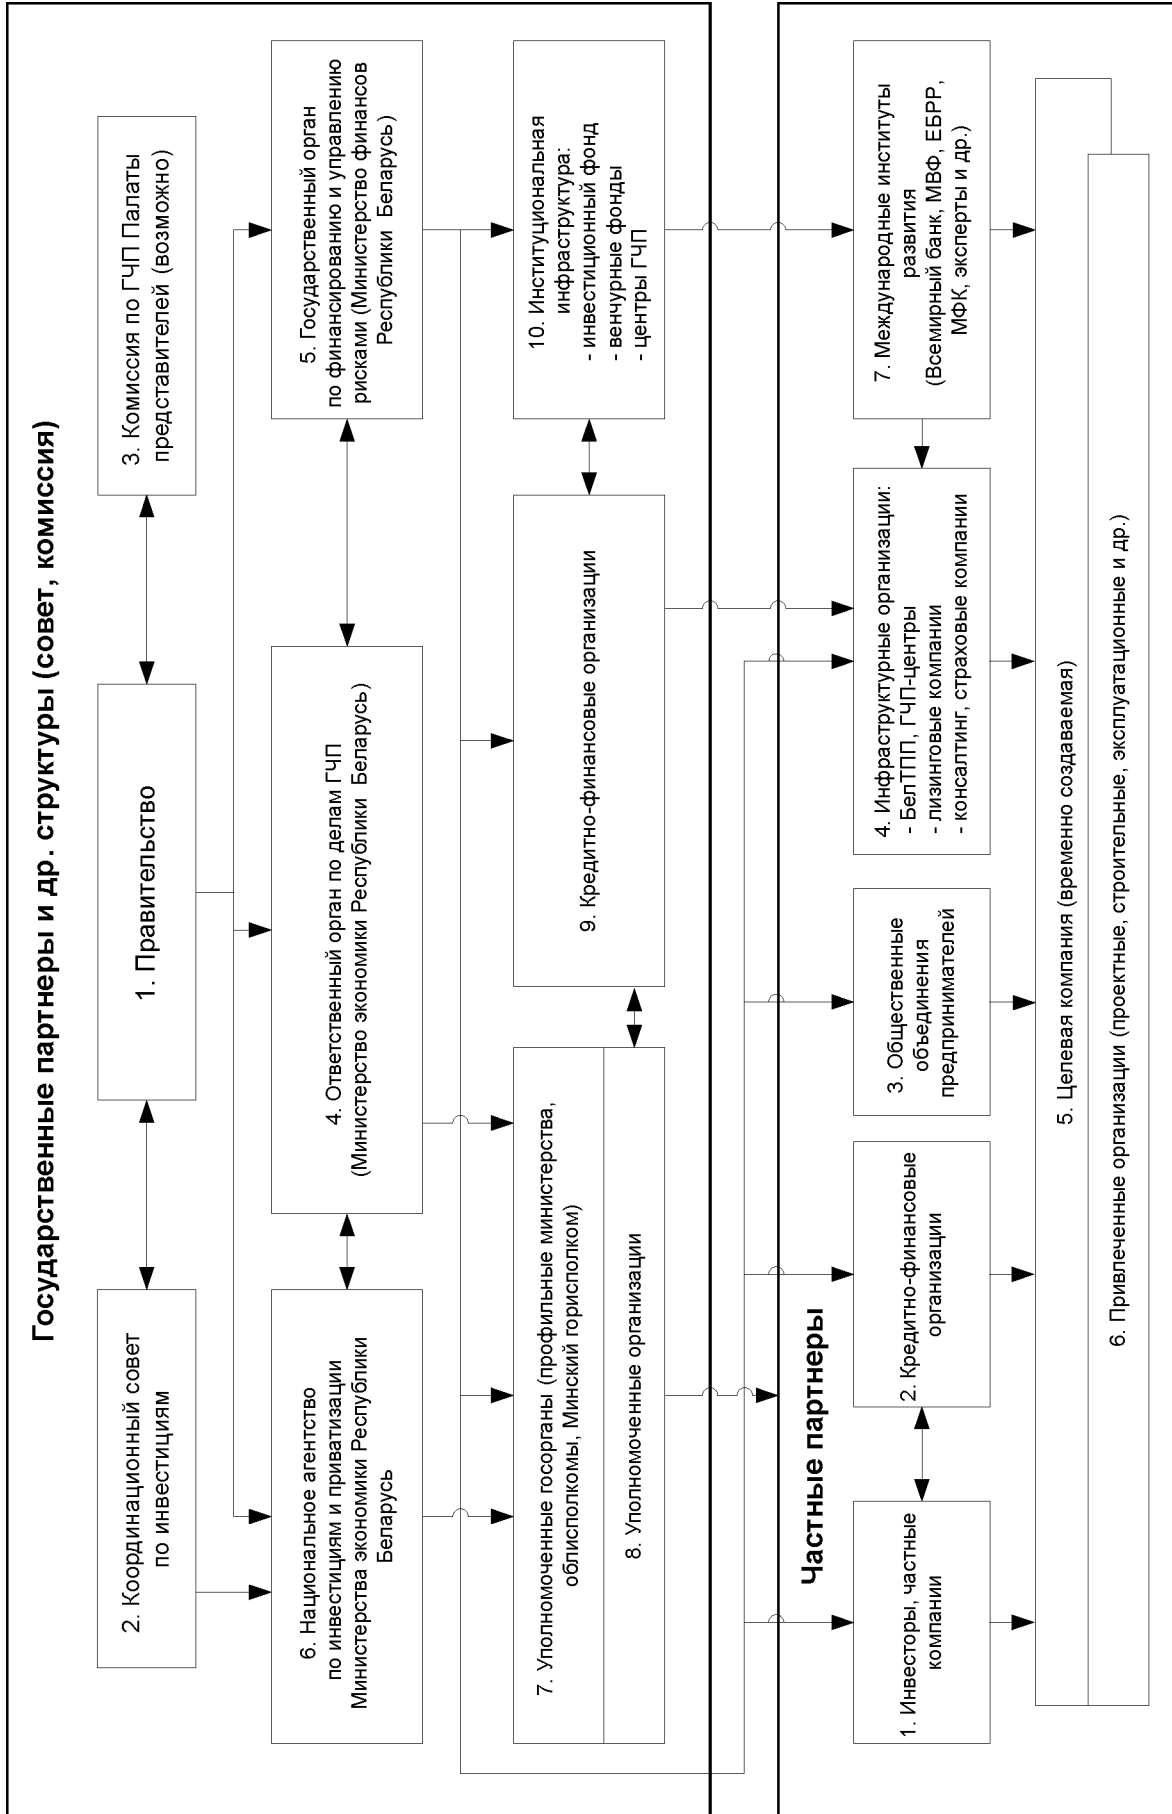 Государственные партнеры и др. структуры (совет, комиссия)
2. Координационный совет
по инвестициям
1. Правительство
3. Комиссия по ГЧП Палаты
представителей (возможно)
6. Национальное агентство
по инвестициям и приватизации
Министерства экономики Республики
Беларусь
4. Ответственный орган по делам ГЧП
(Министерство экономики Республики Беларусь)
5. Государственный орган
по финансированию и управлению
рисками (Министерство финансов
Республики Беларусь)
7. Уполномоченные госорганы (профильные министерства,
облисполкомы, Минский горисполком)
8. Уполномоченные организации
9. Кредитно-финансовые организации
10. Институциональная
инфраструктура:
- инвестиционный фонд
- венчурные фонды
- центры ГЧП
Частные партнеры
1. Инвесторы, частные
компании
2. Кредитно-финансовые
организации
3. Общественные
объединения
предпринимателей
4. Инфраструктурные организации:
- БелТПП, ГЧП-центры
- лизинговые компании
- консалтинг, страховые компании
7. Международные институты
развития
(Всемирный банк, МВФ, ЕБРР,
МФК, эксперты и др.)
5. Целевая компания (временно создаваемая)
6. Привлеченные организации (проектные, строительные, эксплуатационные и др.)